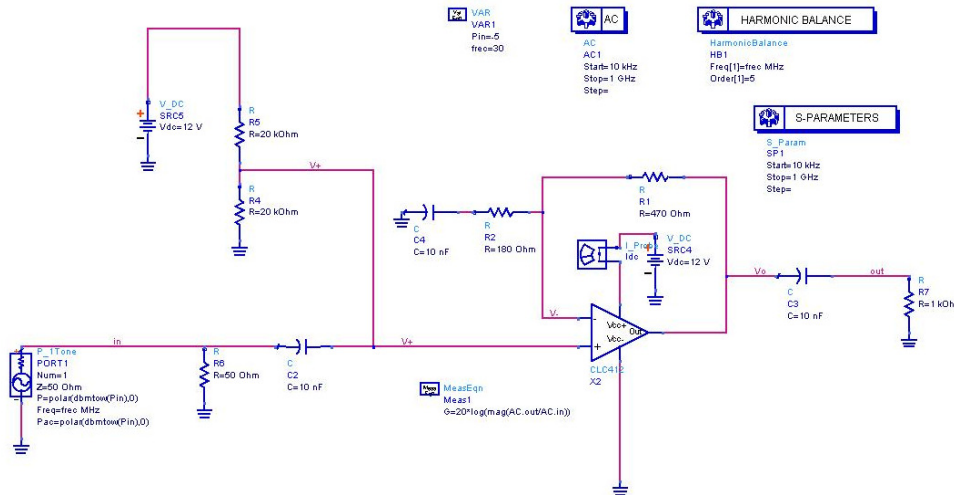 VAR
VAR1
Pin=-5
frec=30
AC
AC
AC1
Start=10 kHz
Stop=1 GHz
Step=
HARMONIC BALANCE
HarmonicBalance
HB1
Freq[1]=frec MHz
Order[1]=5
S-PARAMETERS
S_Param
SP1
Start=10 kHz
Stop=1 GHz
Step=
V_DC
SRC5
Vdc=12 V
R
R5
R=20 kOhm
V+
R
R4
R=20 kOhm
C
C4
C=10 nF
R
R2
R=180 Ohm
R
R1
R=470 Ohm
I_Probe
Idc
V_DC
SRC4
Vdc=12 V
V-
Vcc+
Out
Vcc-
CLC412
X2
Vo
C
C3
C=10 nF
out
R
R7
R=1 kOh
in
P_1Tone
PORT1
Num=1
Z=50 Ohm
P=polar(dbmtow(Pin),0)
Freq=frec MHz
Pac=polar(dbmtow(Pin),0)
R
R6
R=50 Ohm
C
C2
C=10 nF
V+
MeasEqn
Meas1
G=20*log(mag(AC.out/AC.in))